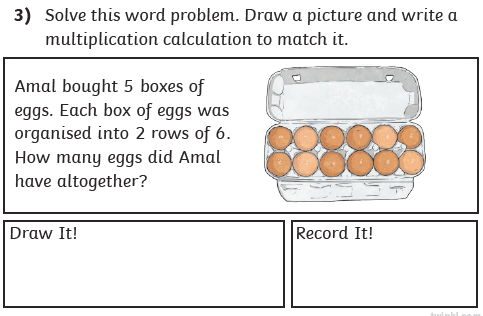 3) Solve this word problem. Draw a picture and write a
multiplication calculation to match it.
Amal bought 5 boxes of
eggs. Each box of eggs was
organised into 2 rows of 6.
How many eggs did Amal
have altogether?
Draw It!
Record It!